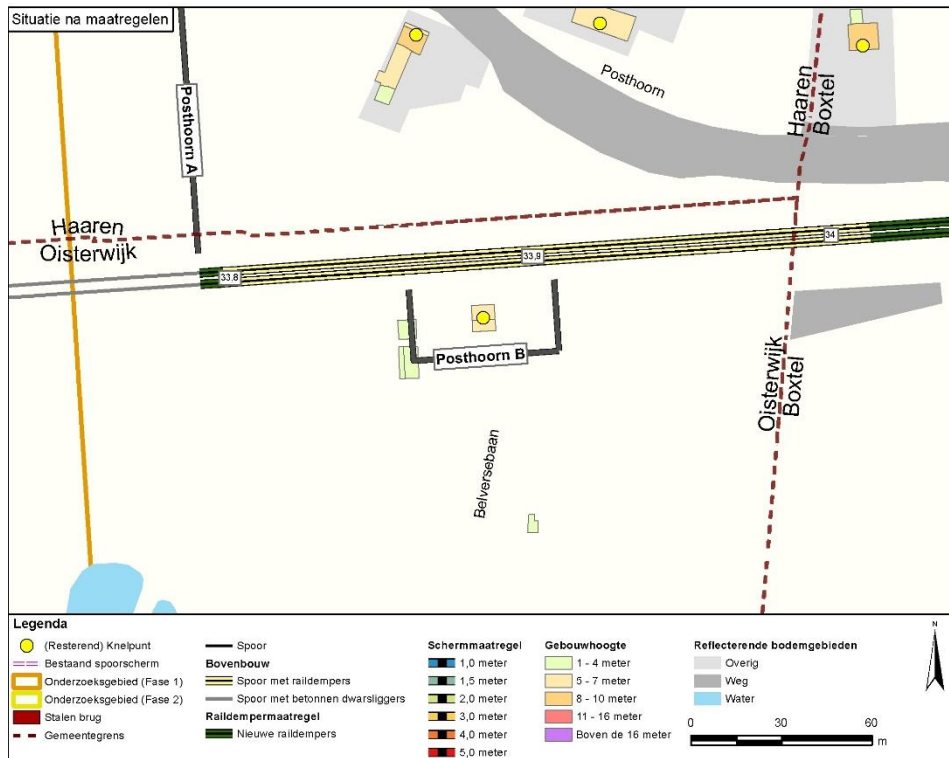 Situatie na maatregelen
Posthoorn A
Posthoorn
Haaren
Boxtel
Haaren
Oisterwijk
33,8
33,9
34
Posthoorn B
Oisterwijk
Boxtel
Belversebaan
Legenda
(Resterend) Knelpunt
Bestaand spoorscherm
Onderzoeksgebied (Fase 1)
Onderzoeksgebied (Fase 2)
Stalen brug
Gemeentegrens
Spoor
Bovenbouw
Spoor met raildempers
Spoor met betonnen dwarsliggers
Raildempermaatregel
Nieuwe raildempers
Schermmaatregel
1,0 meter
1,5 meter
2,0 meter
3,0 meter
4,0 meter
5,0 meter
Gebouwhoogte
1 - 4 meter
5 - 7 meter
8 - 10 meter
11 - 16 meter
Boven de 16 meter
Reflecterende bodemgebieden
Overig
Weg
Water
N
0 30 60
m